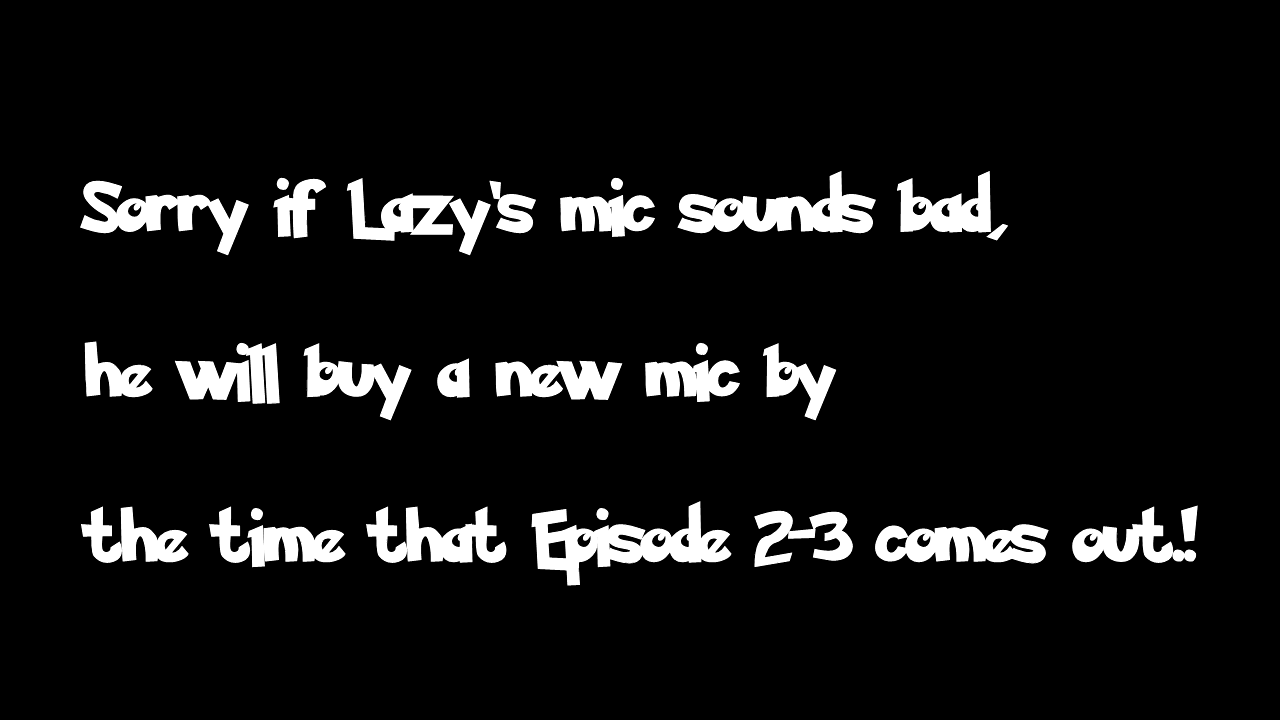 Sorry if Lazy's mic sounds bad,
he will buy a new mic by
the time that Episode 2-3 comes out.!